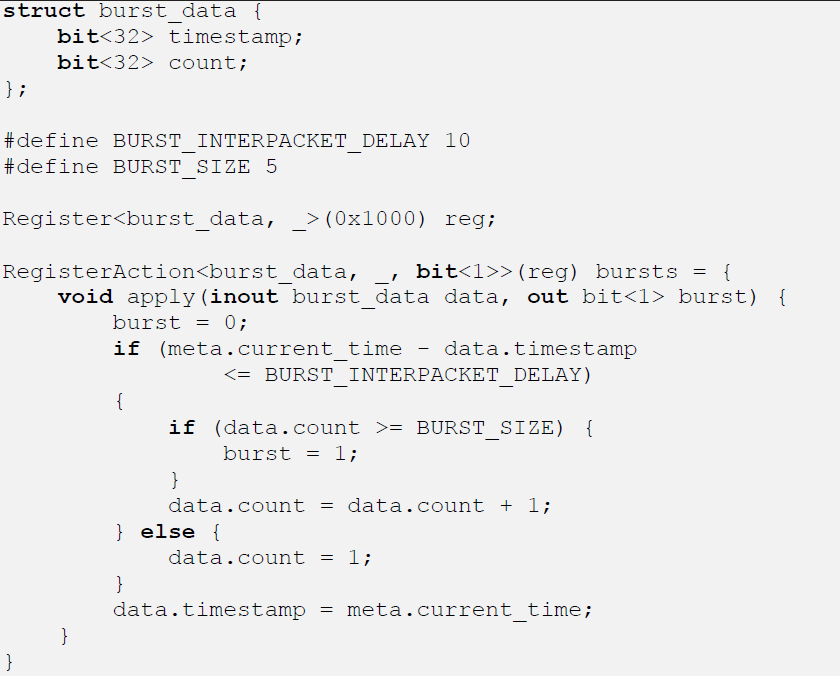 struct burst_data {
    bit<32> timestamp;
    bit<32> count;
};

#define BURST_INTERPACKET_DELAY 10
#define BURST_SIZE 5

Register<burst_data, _>(0x1000) reg;

RegisterAction<burst_data, _, bit<1>>(reg) bursts = {
    void apply(inout burst_data data, out bit<1> burst) {
        burst = 0;
        if (meta.current_time - data.timestamp
                <= BURST_INTERPACKET_DELAY)
        {
            if (data.count >= BURST_SIZE) {
                burst = 1;
            }
            data.count = data.count + 1;
        } else {
            data.count = 1;
        }
        data.timestamp = meta.current_time;
    }
}